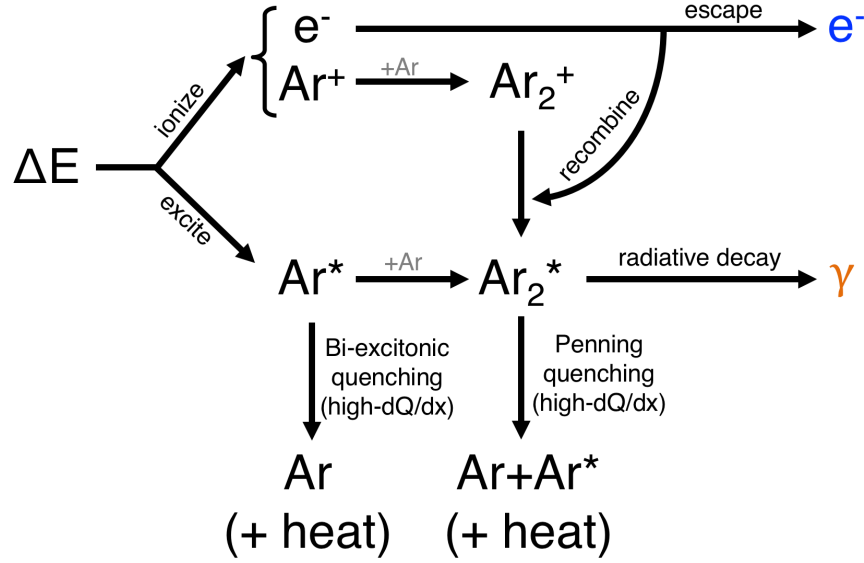 escape
e⁻
e⁻
Ar⁺
+Ar
Ar₂⁺
ionize
recombine
ΔE
excite
Ar*
+Ar
Ar₂*
radiative decay
γ
Bi-excitonic
quenching
(high-dQ/dx)
Penning
quenching
(high-dQ/dx)
Ar
(+ heat)
Ar+Ar*
(+ heat)